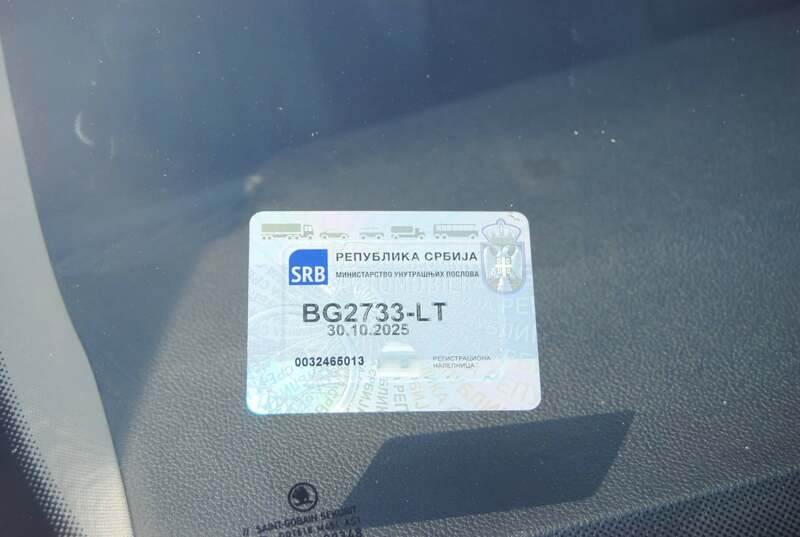 РЕПУБЛИКА СРБИЈА
SRB
МИНИСТАРСТВО УНУТРАШЊИХ ПОСЛОВА
BG2733-LT
30.10.2025
0032465013
РЕГИСТРАЦИОНА
НАЛЕПНИЦА
SAINT-GOBAIN SEKURIT